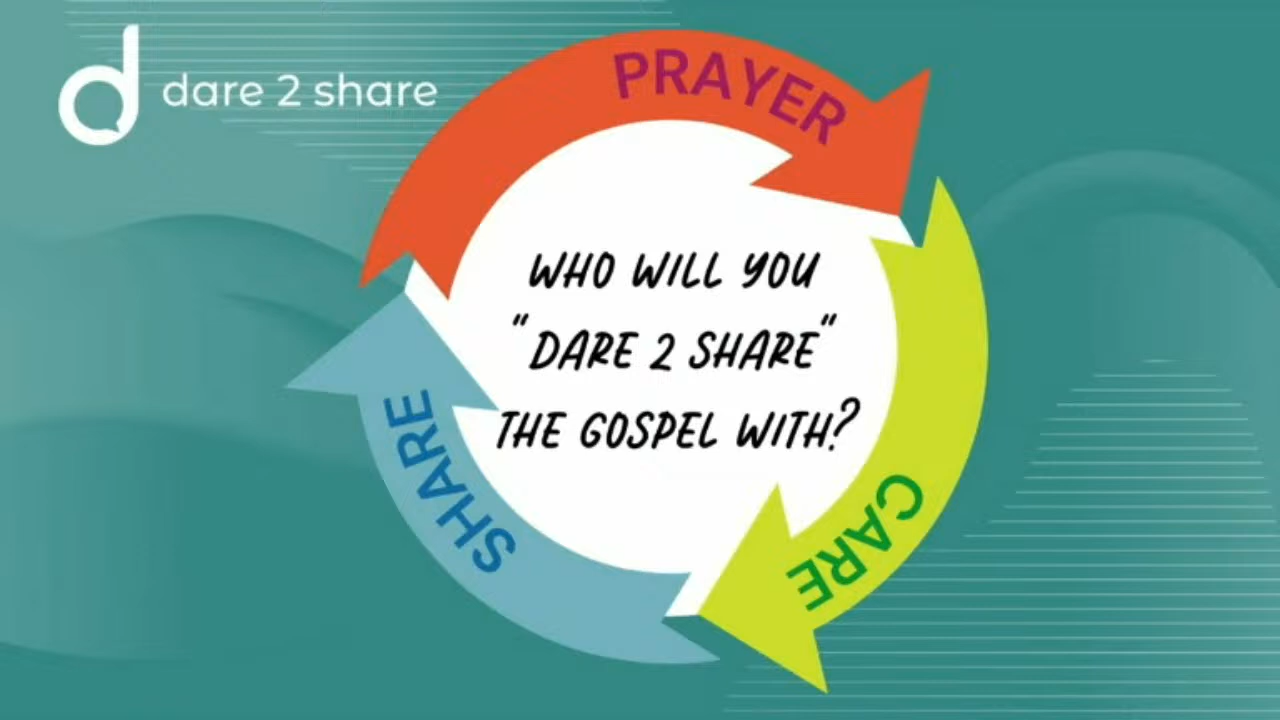 dare 2 share
PRAYER
WHO WILL YOU
"DARE 2 SHARE"
THE GOSPEL WITH?
CARE
SHARE